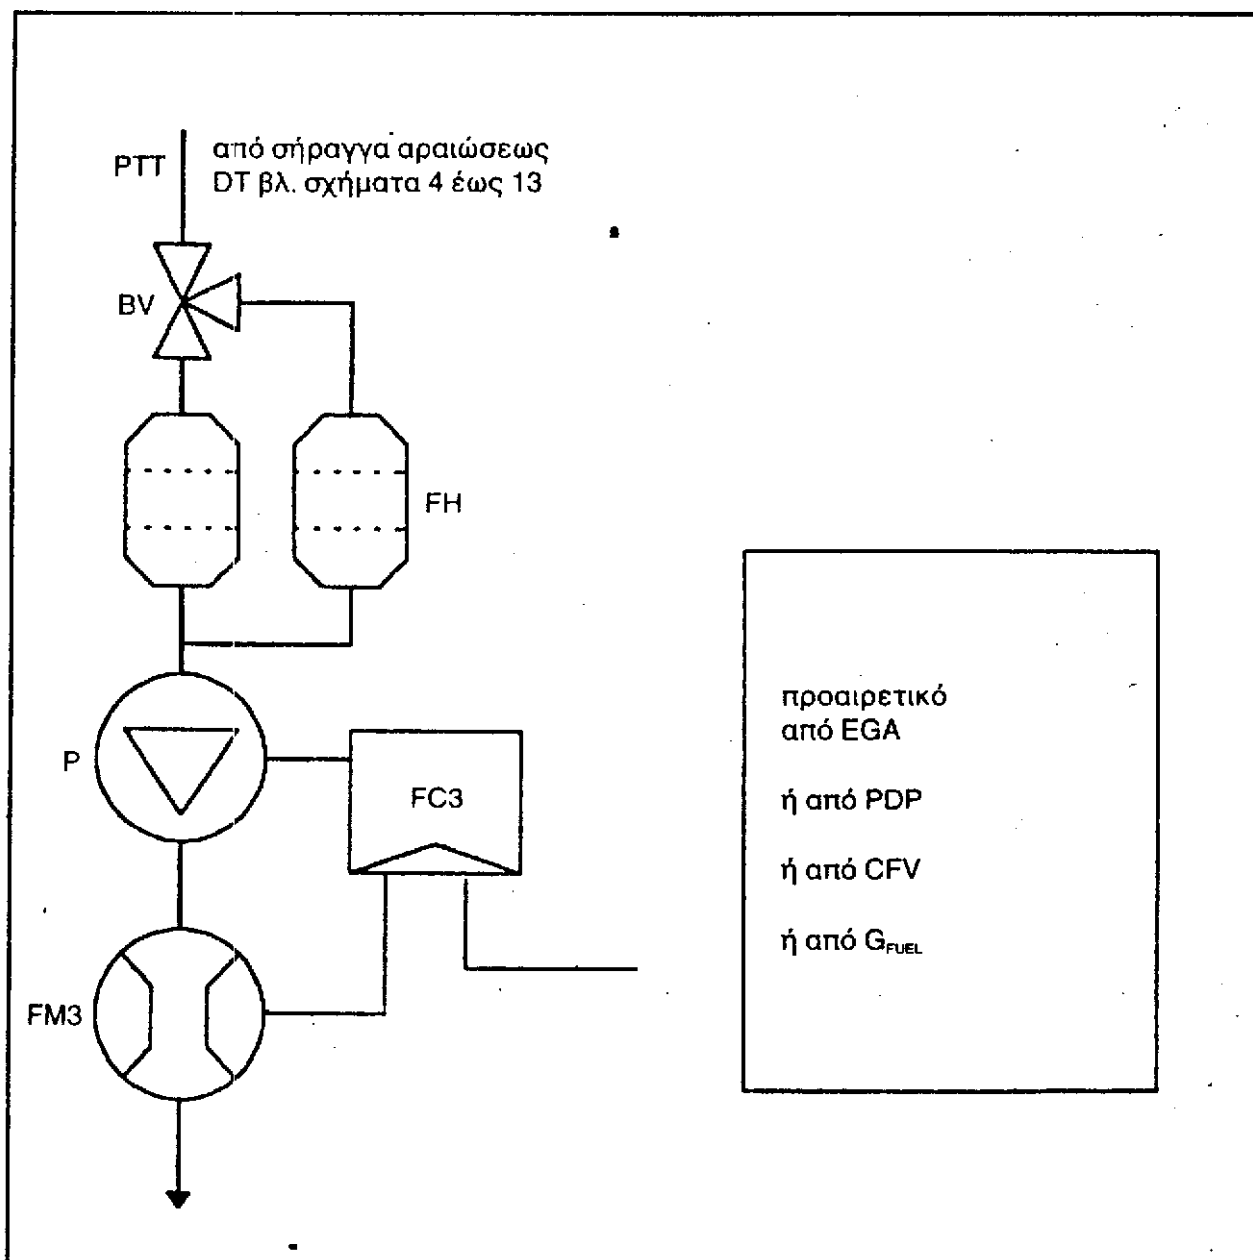 PTT
από σήραγγα αραιώσεως
DT βλ. σχήματα 4 έως 13
BV
FH
P
FC3
FM3
προαιρετικό
από EGA
ή από PDP
ή από CFV
ή από G_FUEL